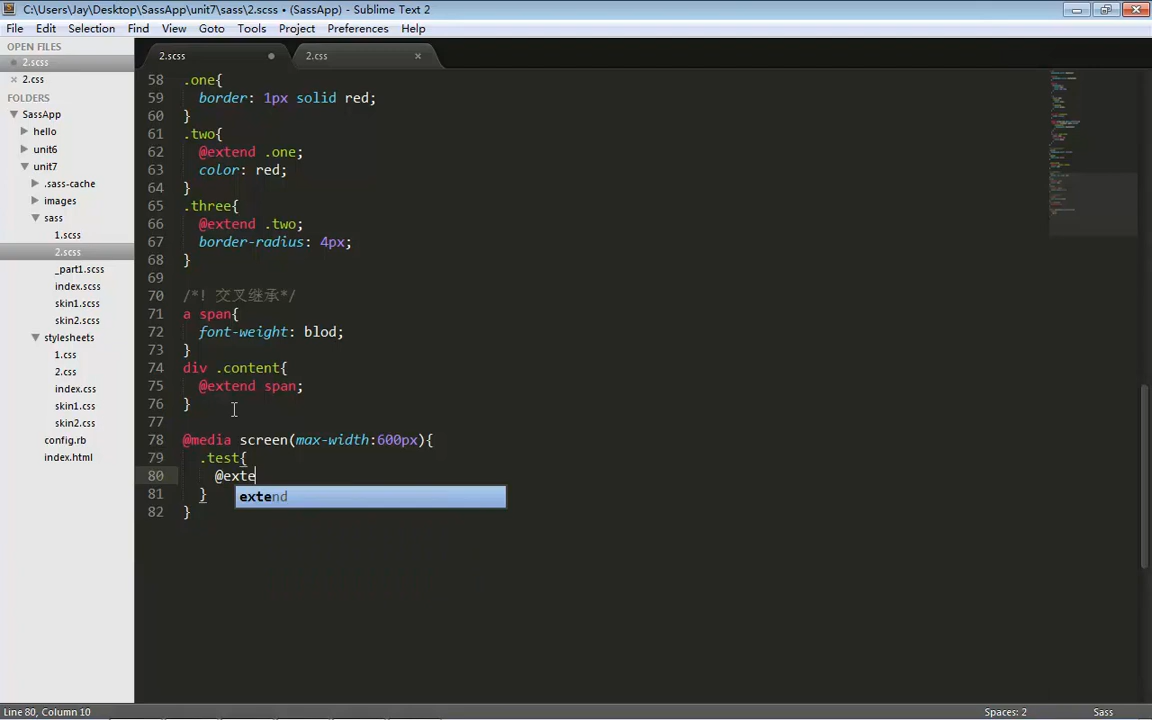 C:\Users\Jay\Desktop\SassApp\unit7\sass\2.scss • (SassApp) - Sublime Text 2
File Edit Selection Find View Goto Tools Project Preferences Help
OPEN FILES
2.scss
2.css
FOLDERS
SassApp
hello
unit6
unit7
.sass-cache
images
sass
1.scss
2.scss
_part1.scss
index.scss
skin1.scss
skin2.scss
stylesheets
1.css
2.css
index.css
skin1.css
skin2.css
config.rb
index.html
2.scss 2.css
58 .one{
59 border: 1px solid red;
60 }
61 .two{
62 @extend .one;
63 color: red;
64 }
65 .three{
66 @extend .two;
67 border-radius: 4px;
68 }
69
70 /*! 交叉继承*/
71 a span{
72 font-weight: blod;
73 }
74 div .content{
75 @extend span;
76 }
77
78 @media screen(max-width:600px){
79 .test{
80 @exte
extend
81 }
82 }
Line 80, Column 10 Spaces: 2 Sass